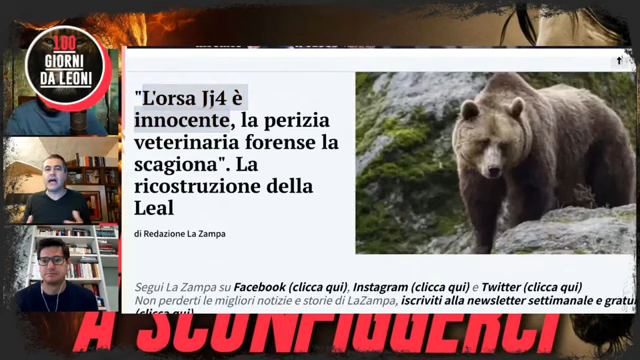 100
GIORNI
DA LEONI
"L'orsa Jj4 è
innocente, la perizia
veterinaria forense la
scagiona". La
ricostruzione della
Leal
di Redazione La Zampa
Segui La Zampa su Facebook (clicca qui), Instagram (clicca qui) e Twitter (clicca qui)
Non perderti le migliori notizie e storie di LaZampa, iscriviti alla newsletter settimanale e gratu
(clicca qui)
A SCONFIGGERCI